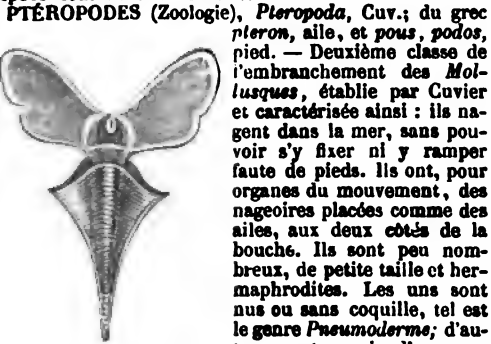 PTÉROPODES (Zoologie), Pteropoda, Cuv.; du grec
pteron, aile, et pous, podos,
pied. — Deuxième classe de
l'embranchement des Mol-
lusques, établie par Cuvier
et caractérisée ainsi : ils na-
gent dans la mer, sans pou-
voir s'y fixer ni y ramper
faute de pieds. Ils ont, pour
organes du mouvement, des
nageoires placées comme des
ailes, aux deux côtés de la
bouche. Ils sont peu nom-
breux, de petite taille et her-
maphrodites. Les uns sont
nus ou sans coquille, tel est
le genre Pneumoderme; d'au-